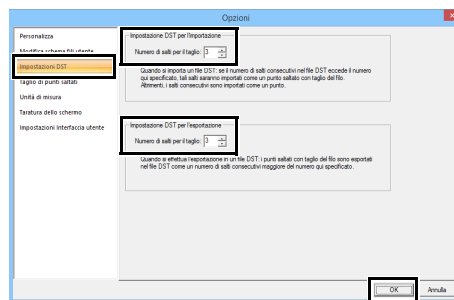 Opzioni
Personalizza
Modifica schema fili utente
Impostazioni DST
Taglio di punti saltati
Unità di misura
Taratura dello schermo
Impostazioni Interfaccia utente
Impostazione DST per l'importazione
Numero di salti per il taglio: 3
Quando si importa un file DST: se il numero di salti consecutivi nel file DST eccede il numero
qui specificato, tali salti saranno importati come un punto saltato con taglio del filo.
Altrimenti, i salti consecutivi sono importati come un punto.
Impostazione DST per l'esportazione
Numero di salti per il taglio: 3
Quando si effettua l'esportazione in un file DST: i punti saltati con taglio del filo sono esportati
nel file DST come un numero di salti consecutivi maggiore del numero qui specificato.
OK
Annulla